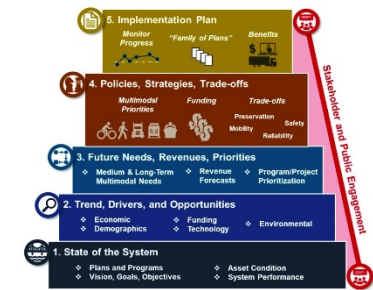 5. Implementation Plan
Monitor Progress
"Family of Plans"
Benefits
4. Policies, Strategies, Trade-offs
Multimodal Priorities
Funding
Trade-offs
Preservation
Mobility
Safety
Reliability
3. Future Needs, Revenues, Priorities
Medium & Long-Term Multimodal Needs
Revenue Forecasts
Program/Project Prioritization
2. Trend, Drivers, and Opportunities
Economic
Demographics
Funding
Technology
Environmental
1. State of the System
Plans and Programs
Vision, Goals, Objectives
Asset Condition
System Performance
Stakeholder and Public Engagement